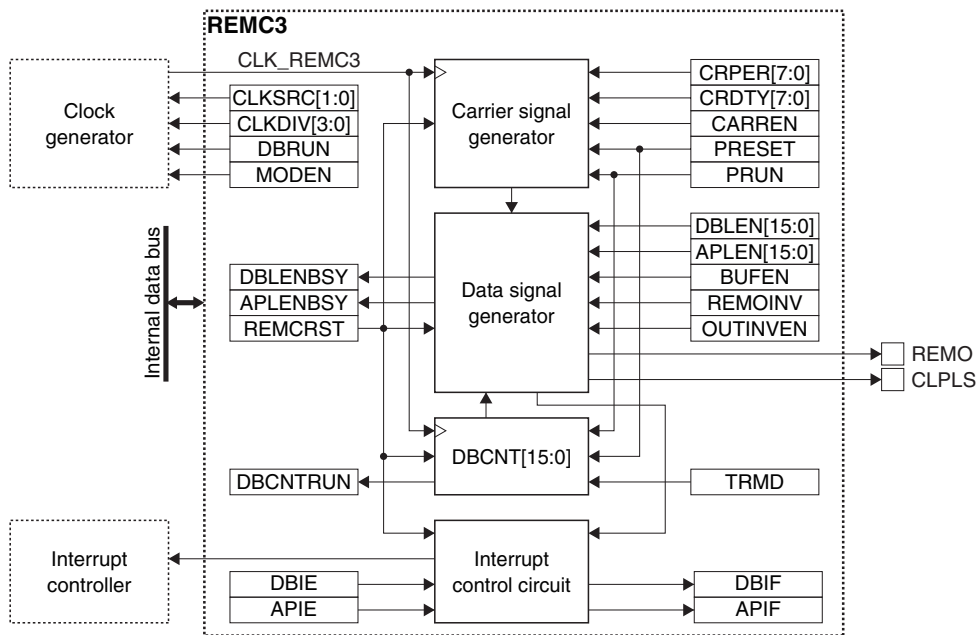 REMC3
CLK_REMC3
Clock
generator
CLKSRC[1:0]
CLKDIV[3:0]
DBRUN
MODEN
Carrier signal
generator
CRPER[7:0]
CRDTY[7:0]
CARREN
PRESET
PRUN
Internal data bus
DBLENBSY
APLENBSY
REMCRST
Data signal
generator
DBLEN[15:0]
APLEN[15:0]
BUFEN
REMOINV
OUTINVEN
REMO
CLPLS
DBCNT[15:0]
DBCNTRUN
TRMD
Interrupt
controller
Interrupt
control circuit
DBIE
APIE
DBIF
APIF